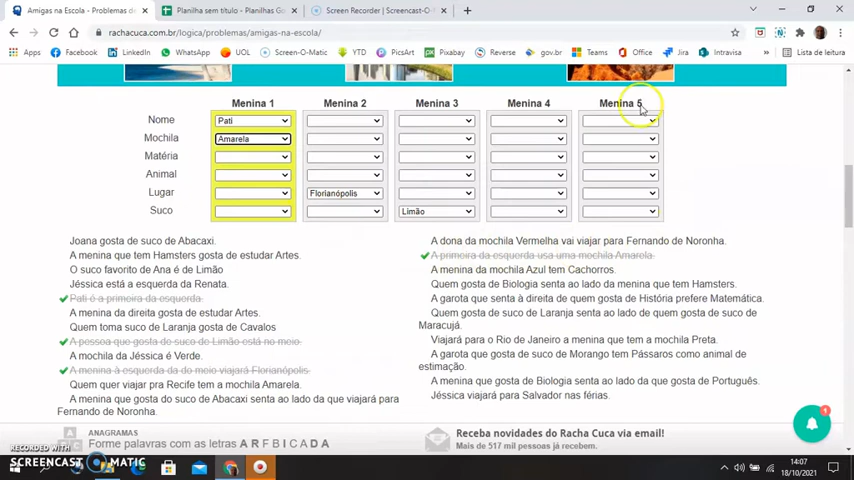 Amigas na Escola - Problemas de
Planilha sem título - Planilhas Go
Screen Recorder | Screencast-O-M
rachacuca.com.br/logica/problemas/amigas-na-escola/
Apps
Facebook
LinkedIn
WhatsApp
UOL
Screen-O-Matic
YTD
PicsArt
Pixabay
Reverse
gov.br
Teams
Office
Jira
Intravisa
Lista de leitura
Menina 1 Menina 2 Menina 3 Menina 4 Menina 5
Nome Pati
Mochila Amarela
Matéria
Animal
Lugar Florianópolis
Suco Limão
Joana gosta de suco de Abacaxi.
A menina que tem Hamsters gosta de estudar Artes.
O suco favorito de Ana é de Limão
Jéssica está a esquerda da Renata.
Pati é a primeira da esquerda.
A menina da direita gosta de estudar Artes.
Quem toma suco de Laranja gosta de Cavalos
A pessoa que gosta de suco de Limão está no meio.
A mochila da Jéssica é Verde.
A menina à esquerda da do meio viajará Florianópolis.
Quem quer viajar pra Recife tem a mochila Amarela.
A menina que gosta do suco de Abacaxi senta ao lado da que viajará para
Fernando de Noronha.
A dona da mochila Vermelha vai viajar para Fernando de Noronha.
A primeira da esquerda usa uma mochila Amarela.
A menina da mochila Azul tem Cachorros.
Quem gosta de Biologia senta ao lado da menina que tem Hamsters.
A garota que senta à direita de quem gosta de História prefere Matemática.
Quem gosta de suco de Laranja senta ao lado de quem gosta de suco de
Maracujá.
Viajará para o Rio de Janeiro a menina que tem a mochila Preta.
A garota que gosta de suco de Morango tem Pássaros como animal de
estimação.
A menina que gosta de Biologia senta ao lado da que gosta de Português.
Jéssica viajará para Salvador nas férias.
ANAGRAMAS
Forme palavras com as letras A R F B I C A D A
Receba novidades do Racha Cuca via email!
Mais de 517 mil pessoas já recebem.
1
RECORDED WITH
SCREENCAST MATIC
14:07
18/10/2021